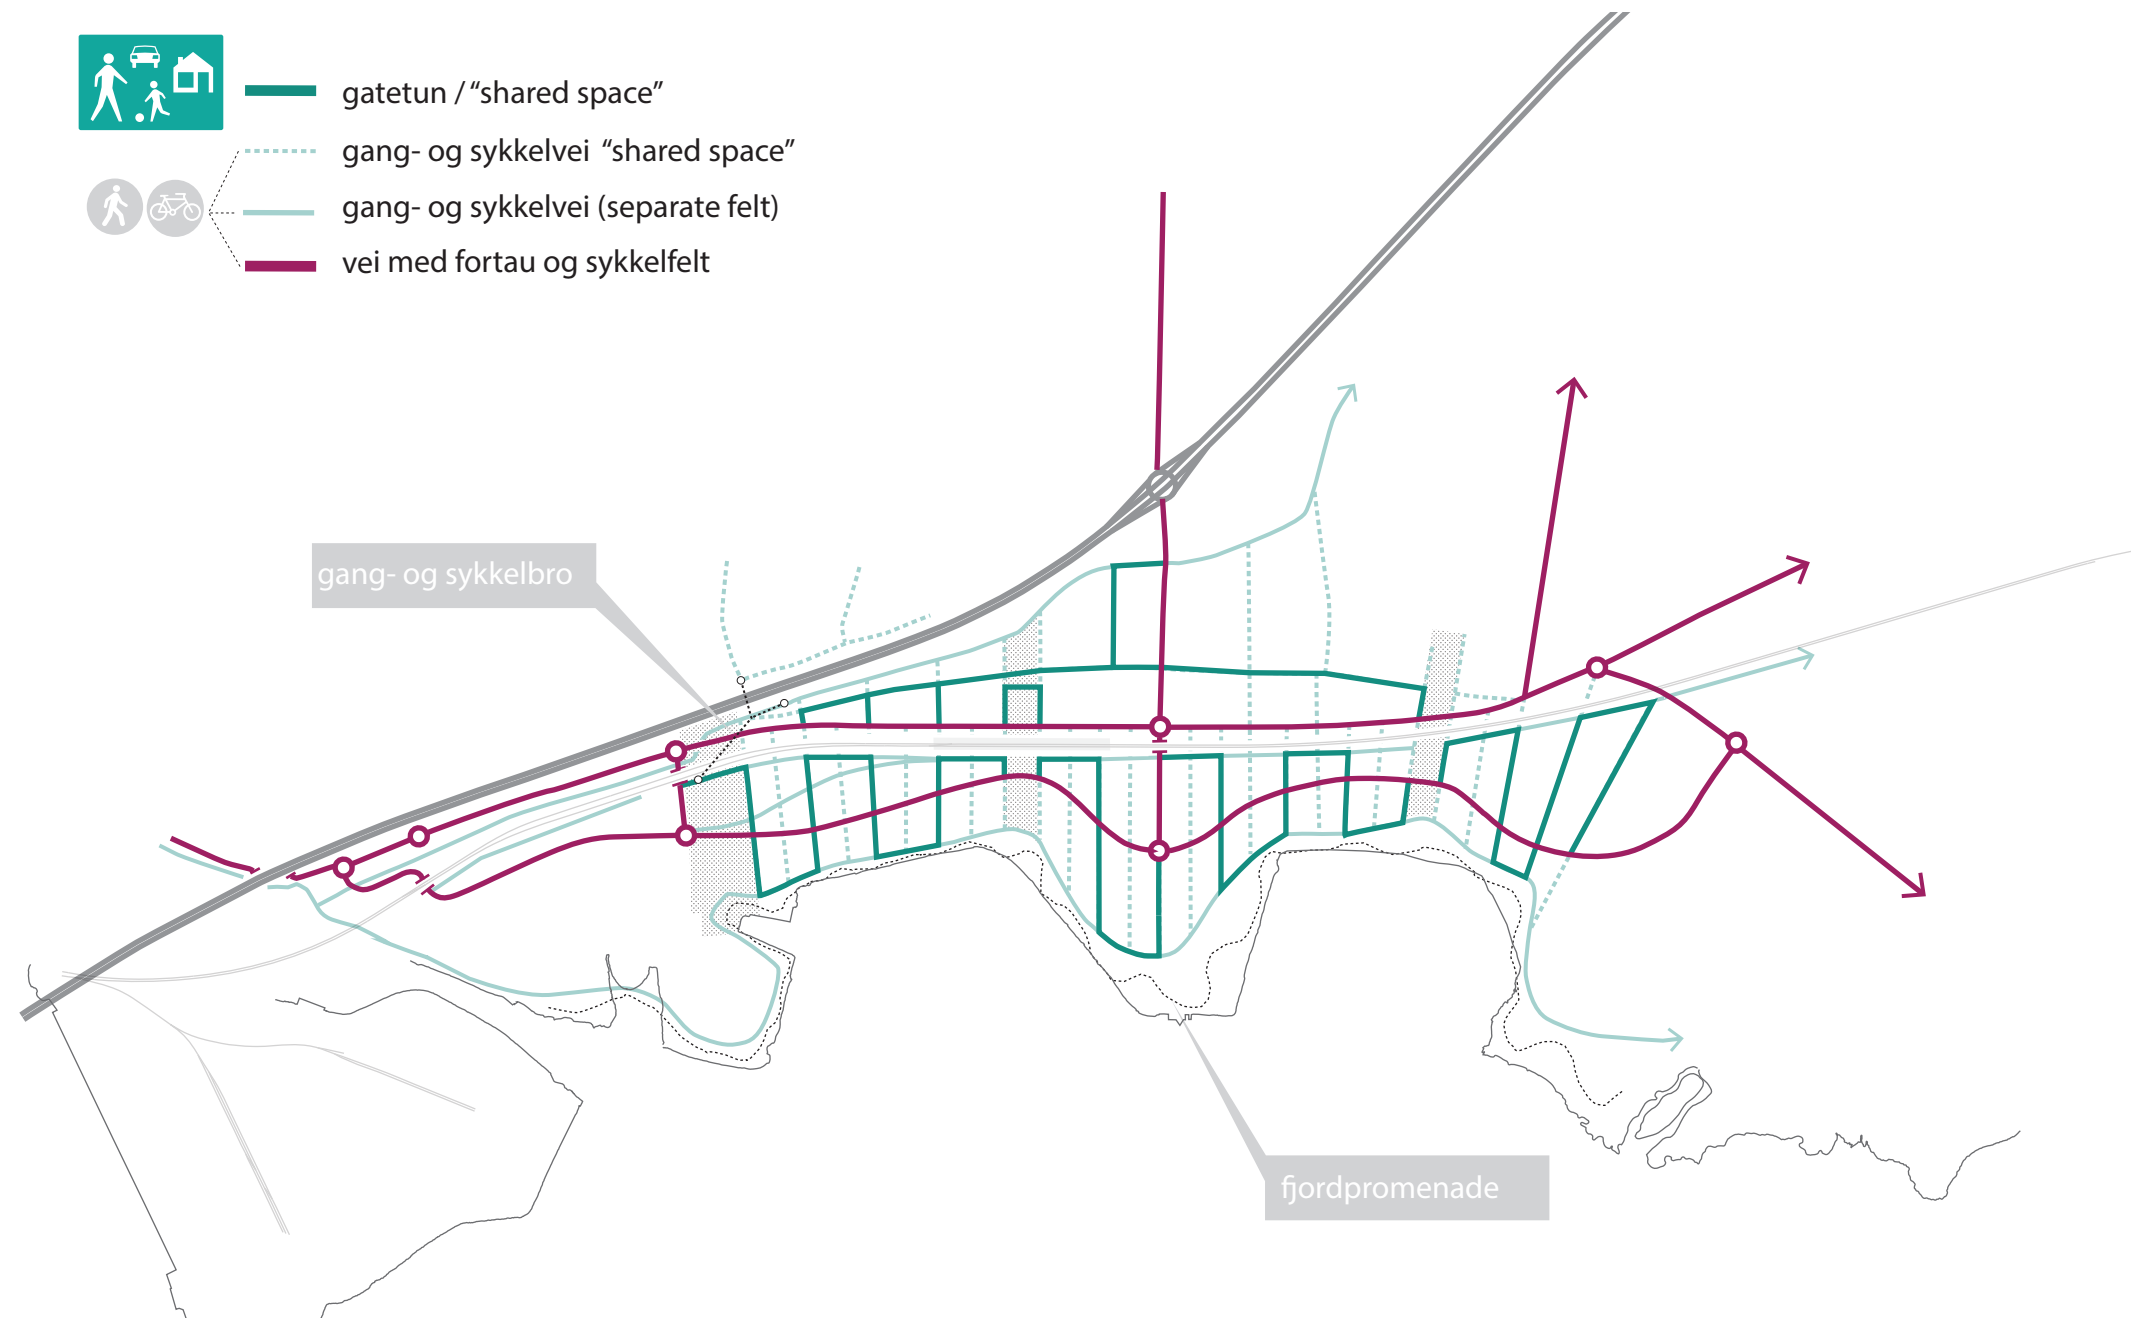 gatetun / “shared space”
gang- og sykkelvei “shared space”
gang- og sykkelvei (separate felt)
vei med fortau og sykkelfelt
gang- og sykkelbro
fjordpromenade